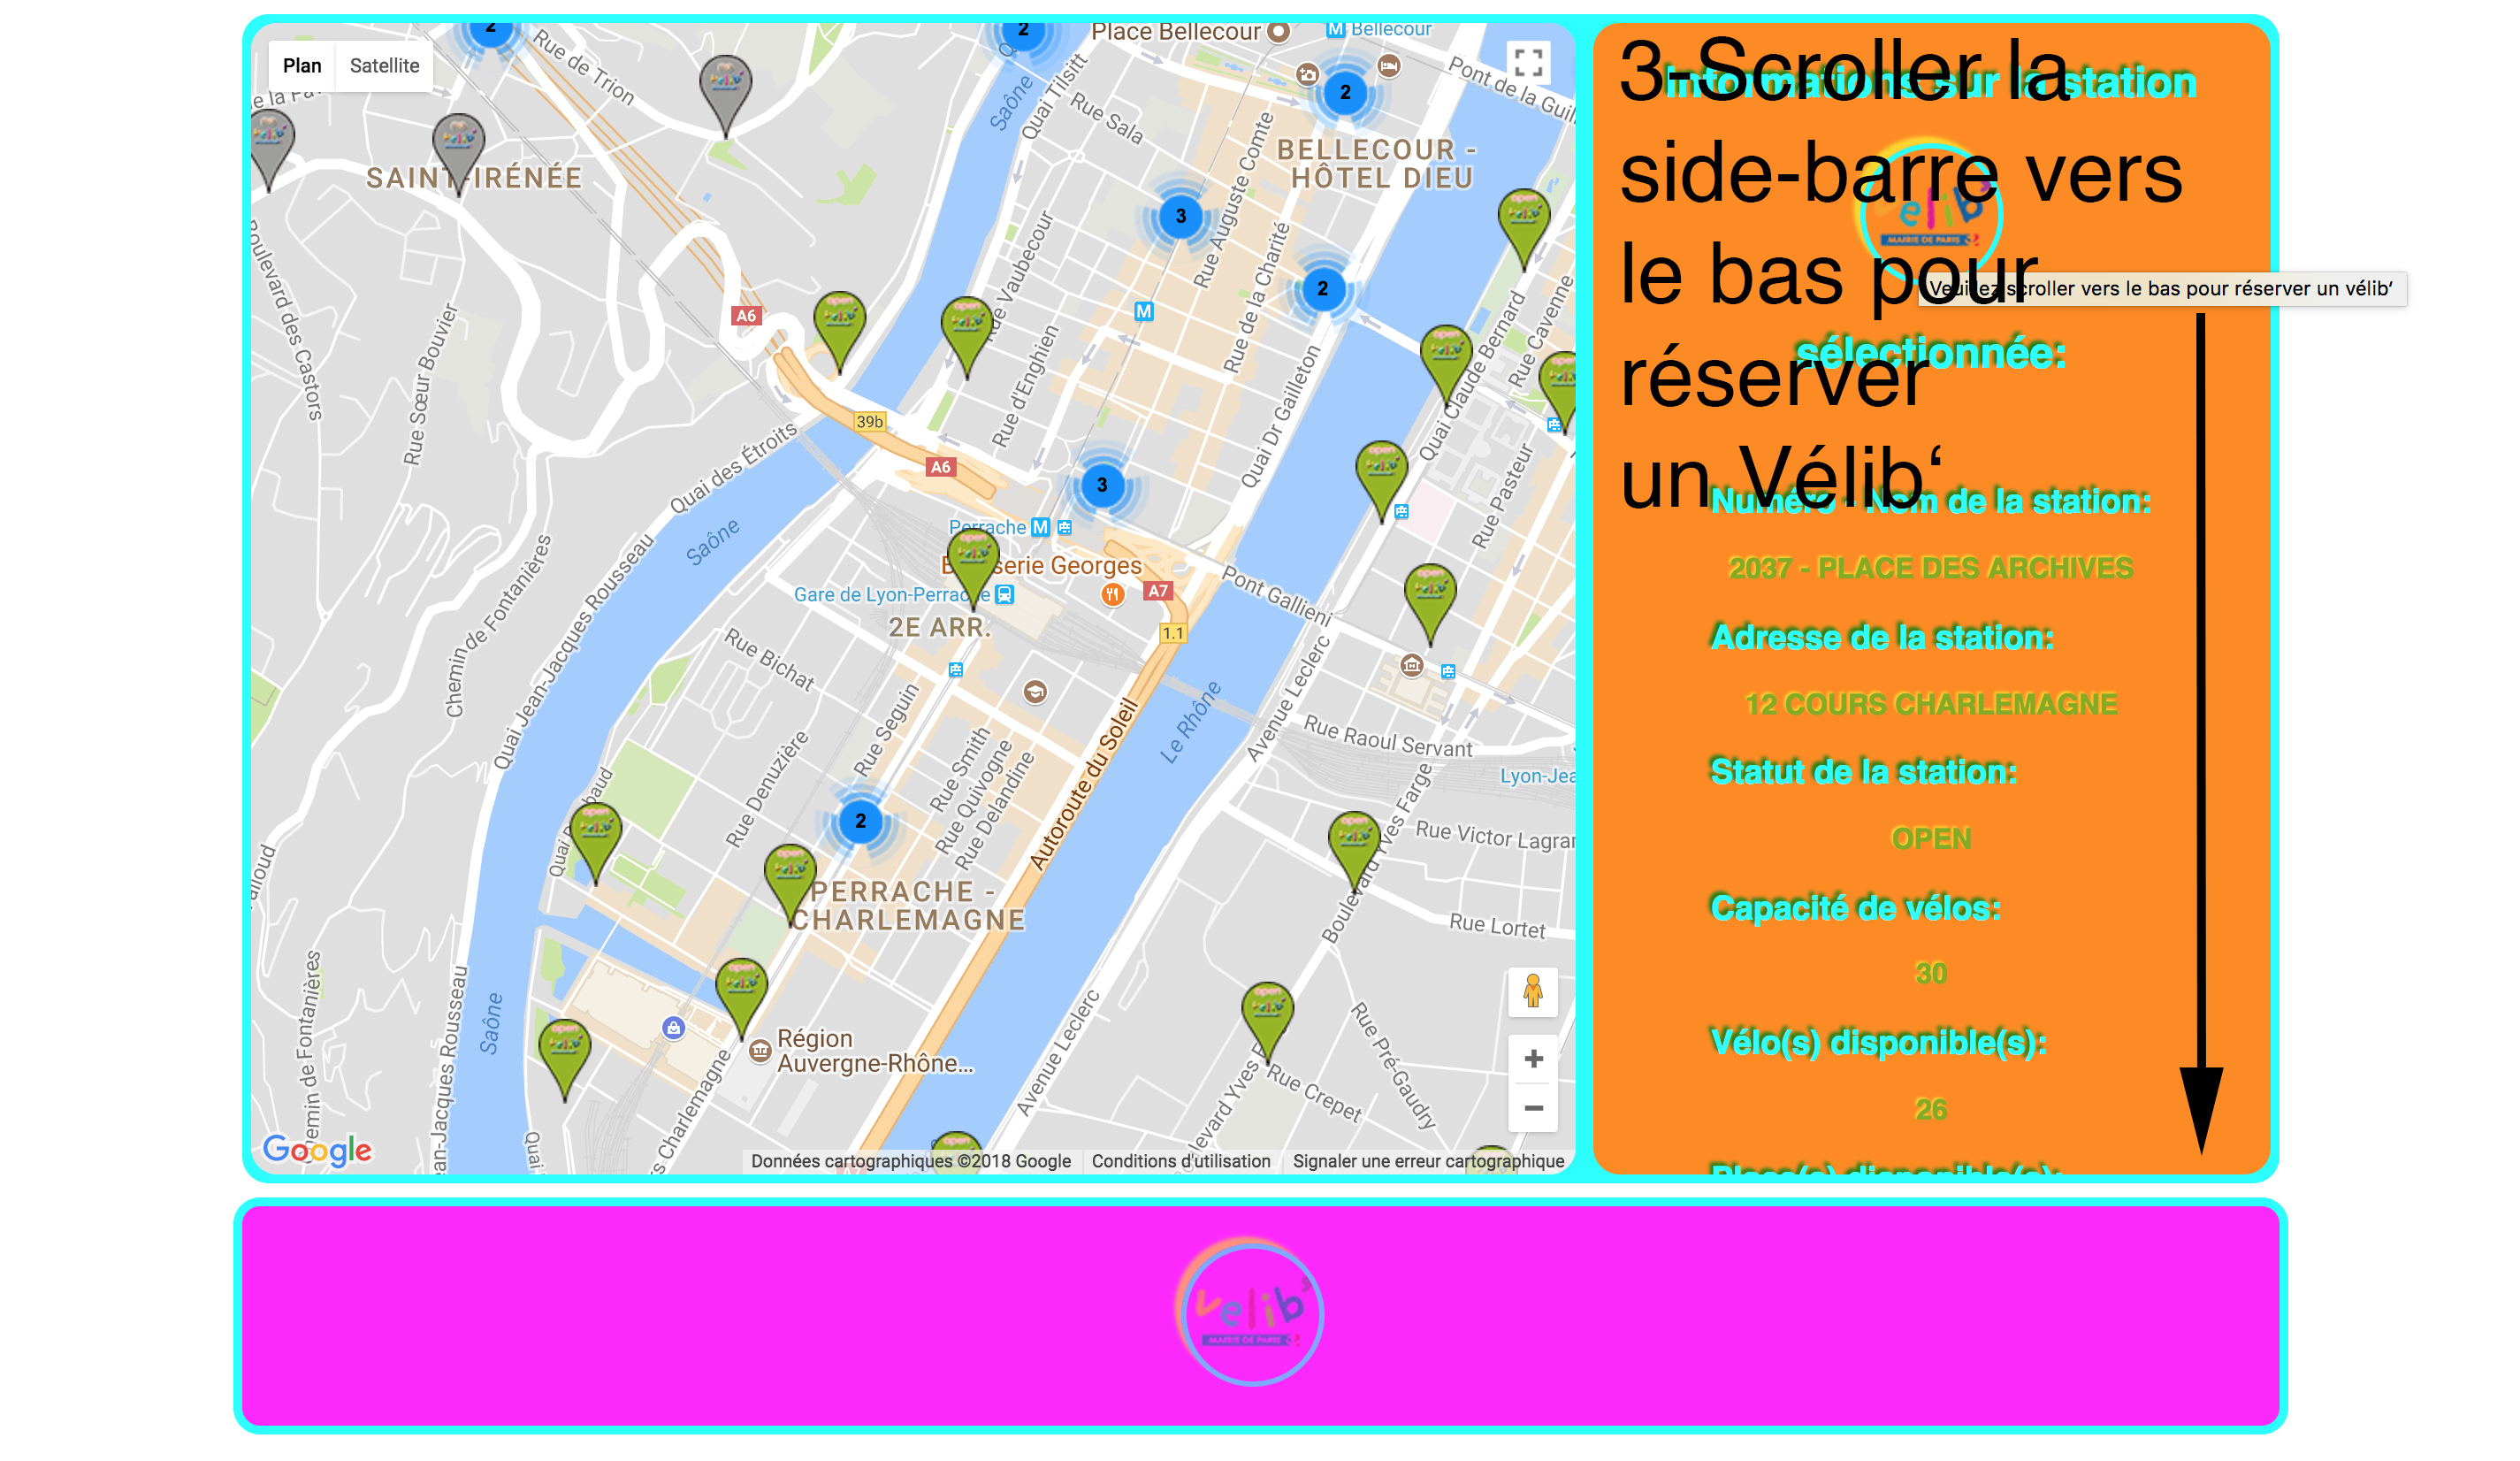 Plan
Satellite
Rue de Trion
SAINT-IRÉNÉE
Boulevard des Castors
Rue Sœur Bouvier
Chemin de Fontanières
Quai Jean-Jacques Rousseau
Quai des Étroits
Saône
A6
39b
A6
Saône
Quai Tilsitt
Rue Sala
Place Bellecour
Bellecour
Pont de la Guil
BELLECOUR -
HÔTEL DIEU
Rue Auguste Comte
Rue de la Charité
Rue Vaubecour
Rue d'Enghien
Quai Dr Gailleton
Quai Claude Bernard
Rue Cavenne
Rue Pasteur
2
2
2
3
2
3
2
M
M
M
Perrache
Brasserie Georges
Gare de Lyon-Perrache
2E ARR.
A7
1.1
Pont Gallieni
Rue Bichat
Rue Seguin
Rue Denuzière
Rue Smith
Rue Quivogne
Rue Delandine
Autoroute du Soleil
Le Rhône
Avenue Leclerc
Rue Raoul Servant
Lyon-Jea
Boulevard Yves Farge
Rue Victor Lagrar
Rue Lortet
PERRACHE -
CHARLEMAGNE
Région
Auvergne-Rhône...
Avenue Leclerc
Rue Crepet
Rue Pré-Gaudry
Saône
open
Google
Données cartographiques ©2018 Google
Conditions d'utilisation
Signaler une erreur cartographique
3-Scroller la
side-barre vers
le bas pour
réserver
un Vélib‘
Informations sur la station
velib'
MAIRIE DE PARIS
Veuillez scroller vers le bas pour réserver un vélib‘
sélectionnée:
Numéro - Nom de la station:
2037 - PLACE DES ARCHIVES
Adresse de la station:
12 COURS CHARLEMAGNE
Statut de la station:
OPEN
Capacité de vélos:
30
Vélo(s) disponible(s):
26
Place(s) disponible(s):
velib'
MAIRIE DE PARIS